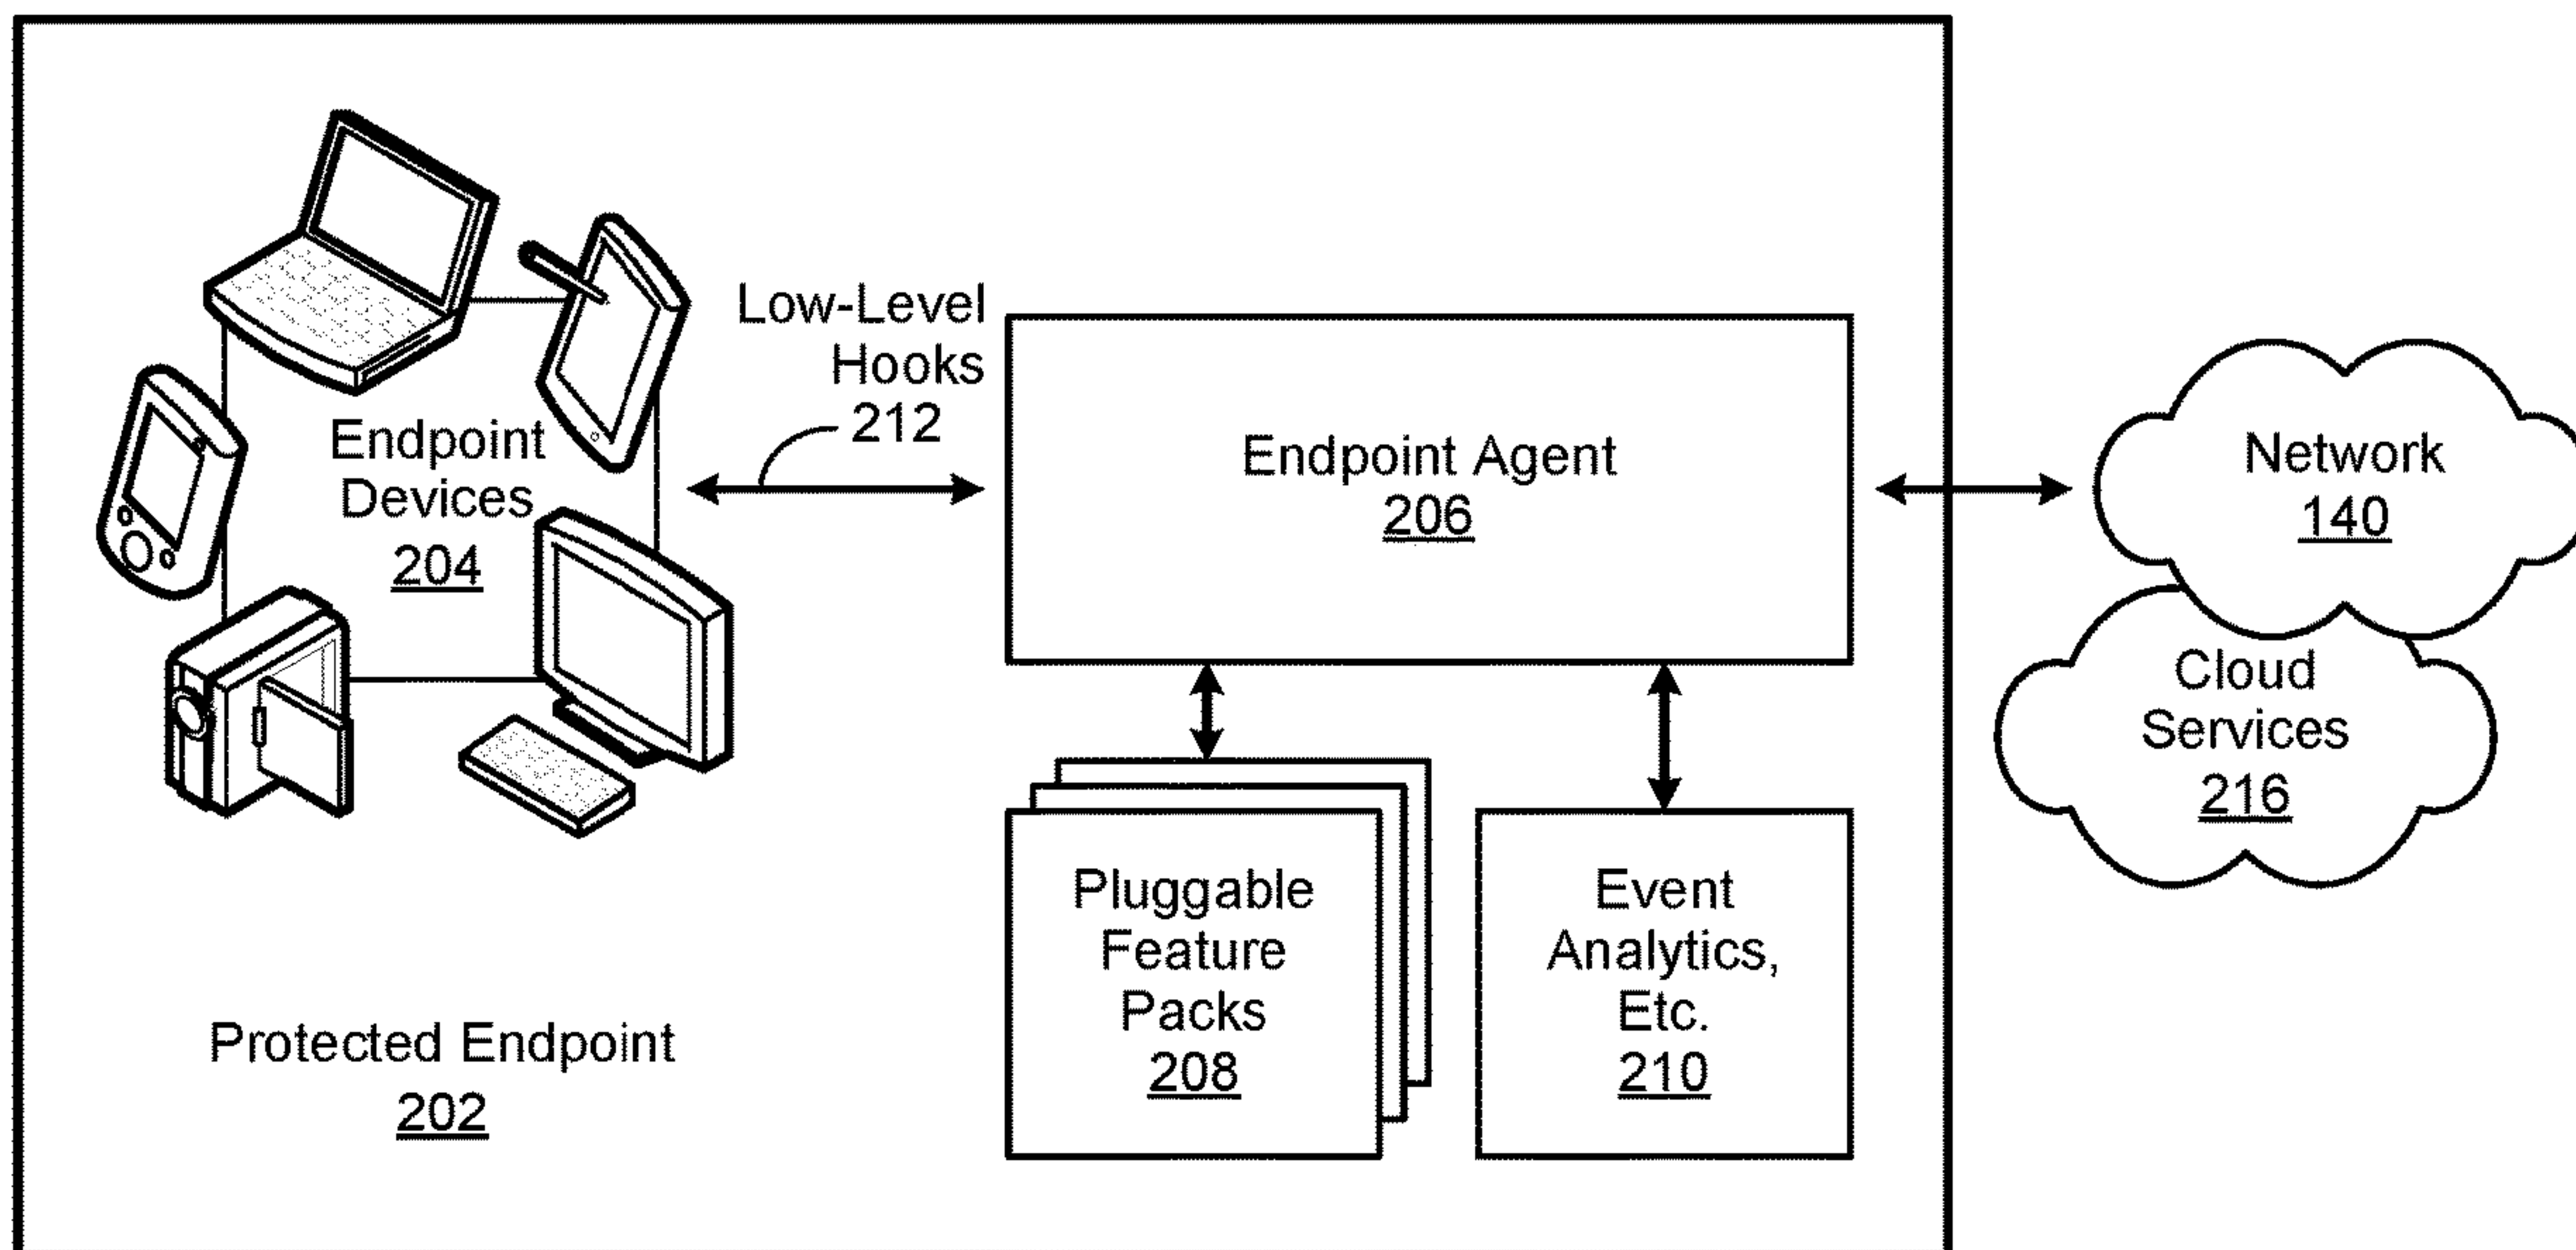 Low-Level
Hooks
212
Endpoint
Devices
204
Endpoint Agent
206
Network
140
Cloud
Services
216
Pluggable
Feature
Packs
208
Event
Analytics,
Etc.
210
Protected Endpoint
202